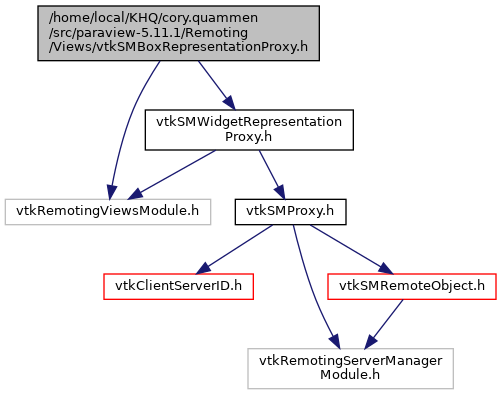 /home/local/KHQ/cory.quammen
/src/paraview-5.11.1/Remoting
/Views/vtkSMBoxRepresentationProxy.h
vtkSMWidgetRepresentation
Proxy.h
vtkRemotingViewsModule.h
vtkSMProxy.h
vtkClientServerID.h
vtkSMRemoteObject.h
vtkRemotingServerManager
Module.h